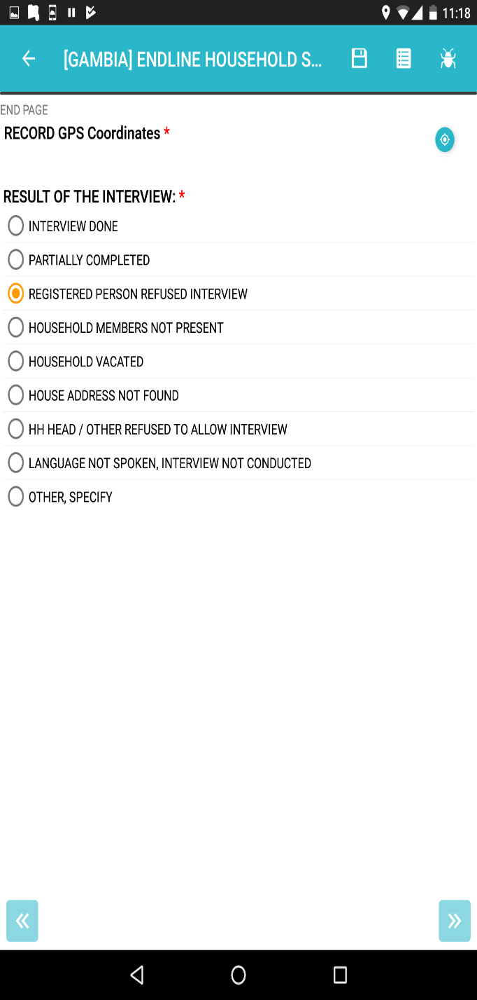 11:18
[GAMBIA] ENDLINE HOUSEHOLD S...
END PAGE
RECORD GPS Coordinates *
RESULT OF THE INTERVIEW: *
INTERVIEW DONE
PARTIALLY COMPLETED
REGISTERED PERSON REFUSED INTERVIEW
HOUSEHOLD MEMBERS NOT PRESENT
HOUSEHOLD VACATED
HOUSE ADDRESS NOT FOUND
HH HEAD / OTHER REFUSED TO ALLOW INTERVIEW
LANGUAGE NOT SPOKEN, INTERVIEW NOT CONDUCTED
OTHER, SPECIFY